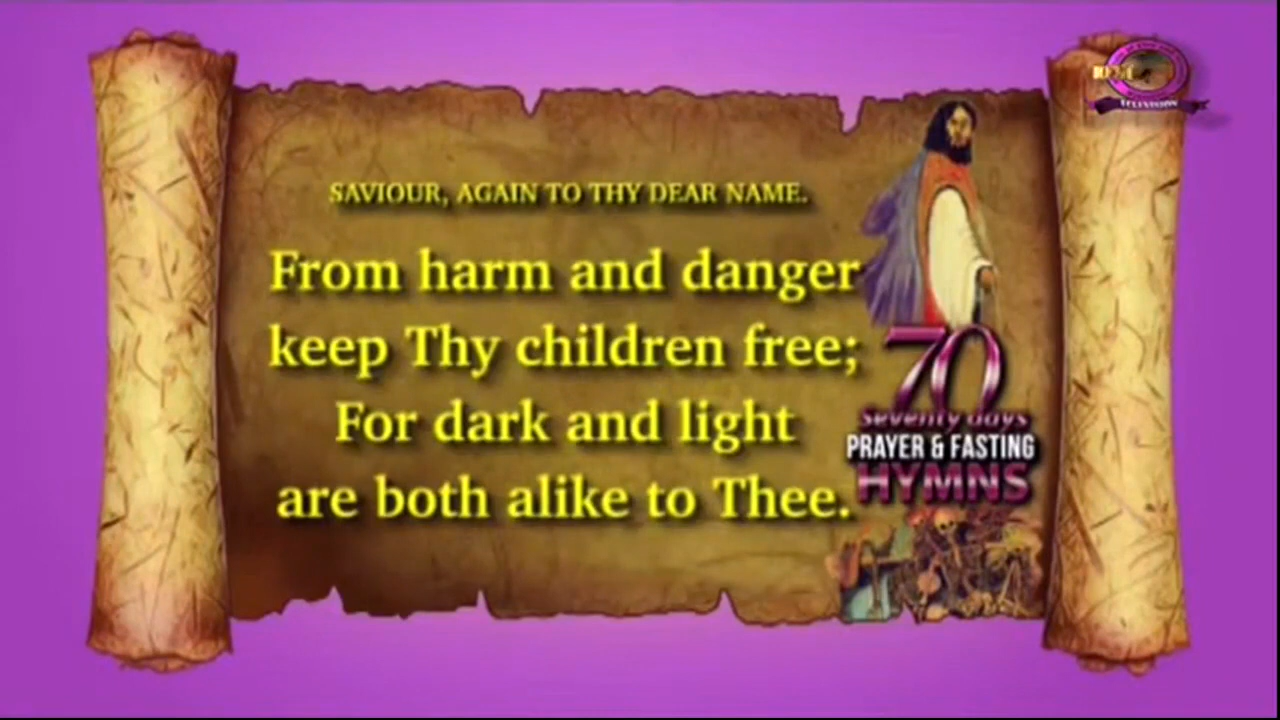 SAVIOUR, AGAIN TO THY DEAR NAME.
From harm and danger
keep Thy children free;
For dark and light
are both alike to Thee.
70
Seventy days
PRAYER & FASTING
HYMNS
TELEVISION